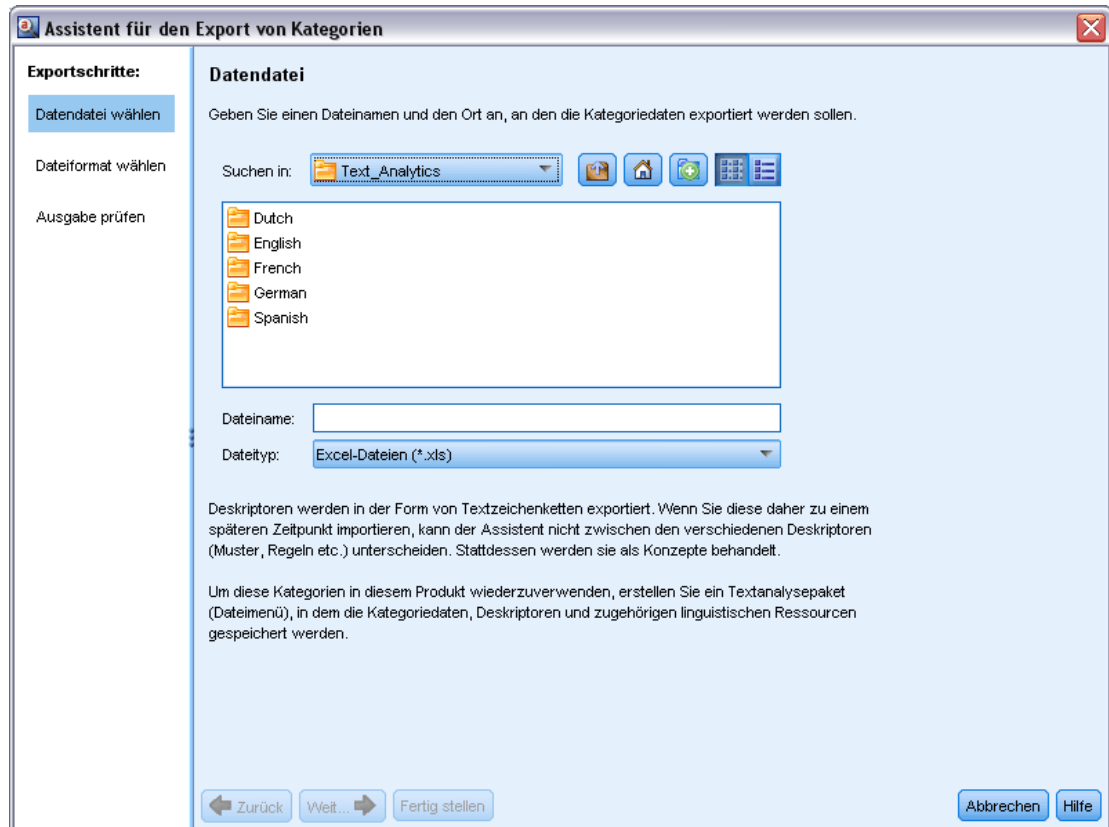 Assistent für den Export von Kategorien
Exportschritte:
Datendatei wählen
Dateiformat wählen
Ausgabe prüfen
Datendatei
Geben Sie einen Dateinamen und den Ort an, an den die Kategoriedaten exportiert werden sollen.
Suchen in:
Text_Analytics
Dutch
English
French
German
Spanish
Dateiname:
Dateityp:
Excel-Dateien (*.xls)
Deskriptoren werden in der Form von Textzeichenketten exportiert. Wenn Sie diese daher zu einem
späteren Zeitpunkt importieren, kann der Assistent nicht zwischen den verschiedenen Deskriptoren
(Muster, Regeln etc.) unterscheiden. Stattdessen werden sie als Konzepte behandelt.
Um diese Kategorien in diesem Produkt wiederzuverwenden, erstellen Sie ein Textanalysepaket
(Dateimenü), in dem die Kategoriedaten, Deskriptoren und zugehörigen linguistischen Ressourcen
gespeichert werden.
Zurück
Weit...
Fertig stellen
Abbrechen
Hilfe